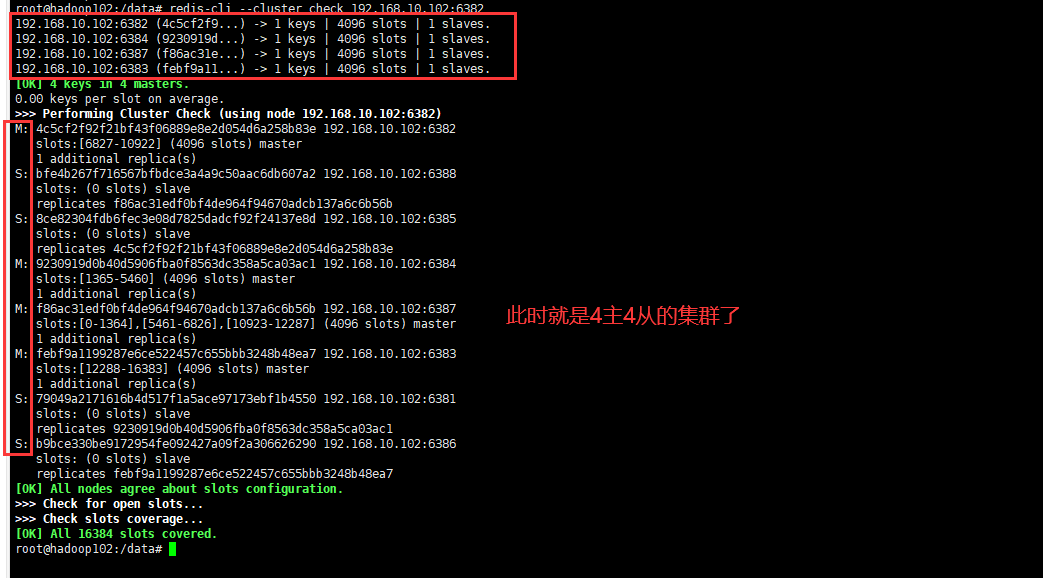 root@hadoop102:/data# redis-cli --cluster check 192.168.10.102:6382
192.168.10.102:6382 (4c5cf2f9...) -> 1 keys | 4096 slots | 1 slaves.
192.168.10.102:6384 (9230919d...) -> 1 keys | 4096 slots | 1 slaves.
192.168.10.102:6387 (f86ac31e...) -> 1 keys | 4096 slots | 1 slaves.
192.168.10.102:6383 (febf9a11...) -> 1 keys | 4096 slots | 1 slaves.
[OK] 4 keys in 4 masters.
0.00 keys per slot on average.
>>> Performing Cluster Check (using node 192.168.10.102:6382)
M: 4c5cf2f92f21bf43f06889e8e2d054d6a258b83e 192.168.10.102:6382
slots:[6827-10922] (4096 slots) master
1 additional replica(s)
S: bfe4b267f716567bfbdce3a4a9c50aac6db607a2 192.168.10.102:6388
slots: (0 slots) slave
replicates f86ac31edf0bf4de964f94670adcb137a6c6b56b
S: 8ce82304fdb6fec3e08d7825dadcf92f24137e8d 192.168.10.102:6385
slots: (0 slots) slave
replicates 4c5cf2f92f21bf43f06889e8e2d054d6a258b83e
M: 9230919d0b40d5906fba0f8563dc358a5ca03ac1 192.168.10.102:6384
slots:[1365-5460] (4096 slots) master
1 additional replica(s)
M: f86ac31edf0bf4de964f94670adcb137a6c6b56b 192.168.10.102:6387
slots:[0-1364],[5461-6826],[10923-12287] (4096 slots) master
此时就是4主4从的集群了
1 additional replica(s)
M: febf9a1199287e6ce522457c655bbb3248b48ea7 192.168.10.102:6383
slots:[12288-16383] (4096 slots) master
1 additional replica(s)
S: 79049a2171616b4d517f1a5ace97173ebf1b4550 192.168.10.102:6381
slots: (0 slots) slave
replicates 9230919d0b40d5906fba0f8563dc358a5ca03ac1
S: b9bce330be9172954fe092427a09f2a306626290 192.168.10.102:6386
slots: (0 slots) slave
replicates febf9a1199287e6ce522457c655bbb3248b48ea7
[OK] All nodes agree about slots configuration.
>>> Check for open slots...
>>> Check slots coverage...
[OK] All 16384 slots covered.
root@hadoop102:/data#